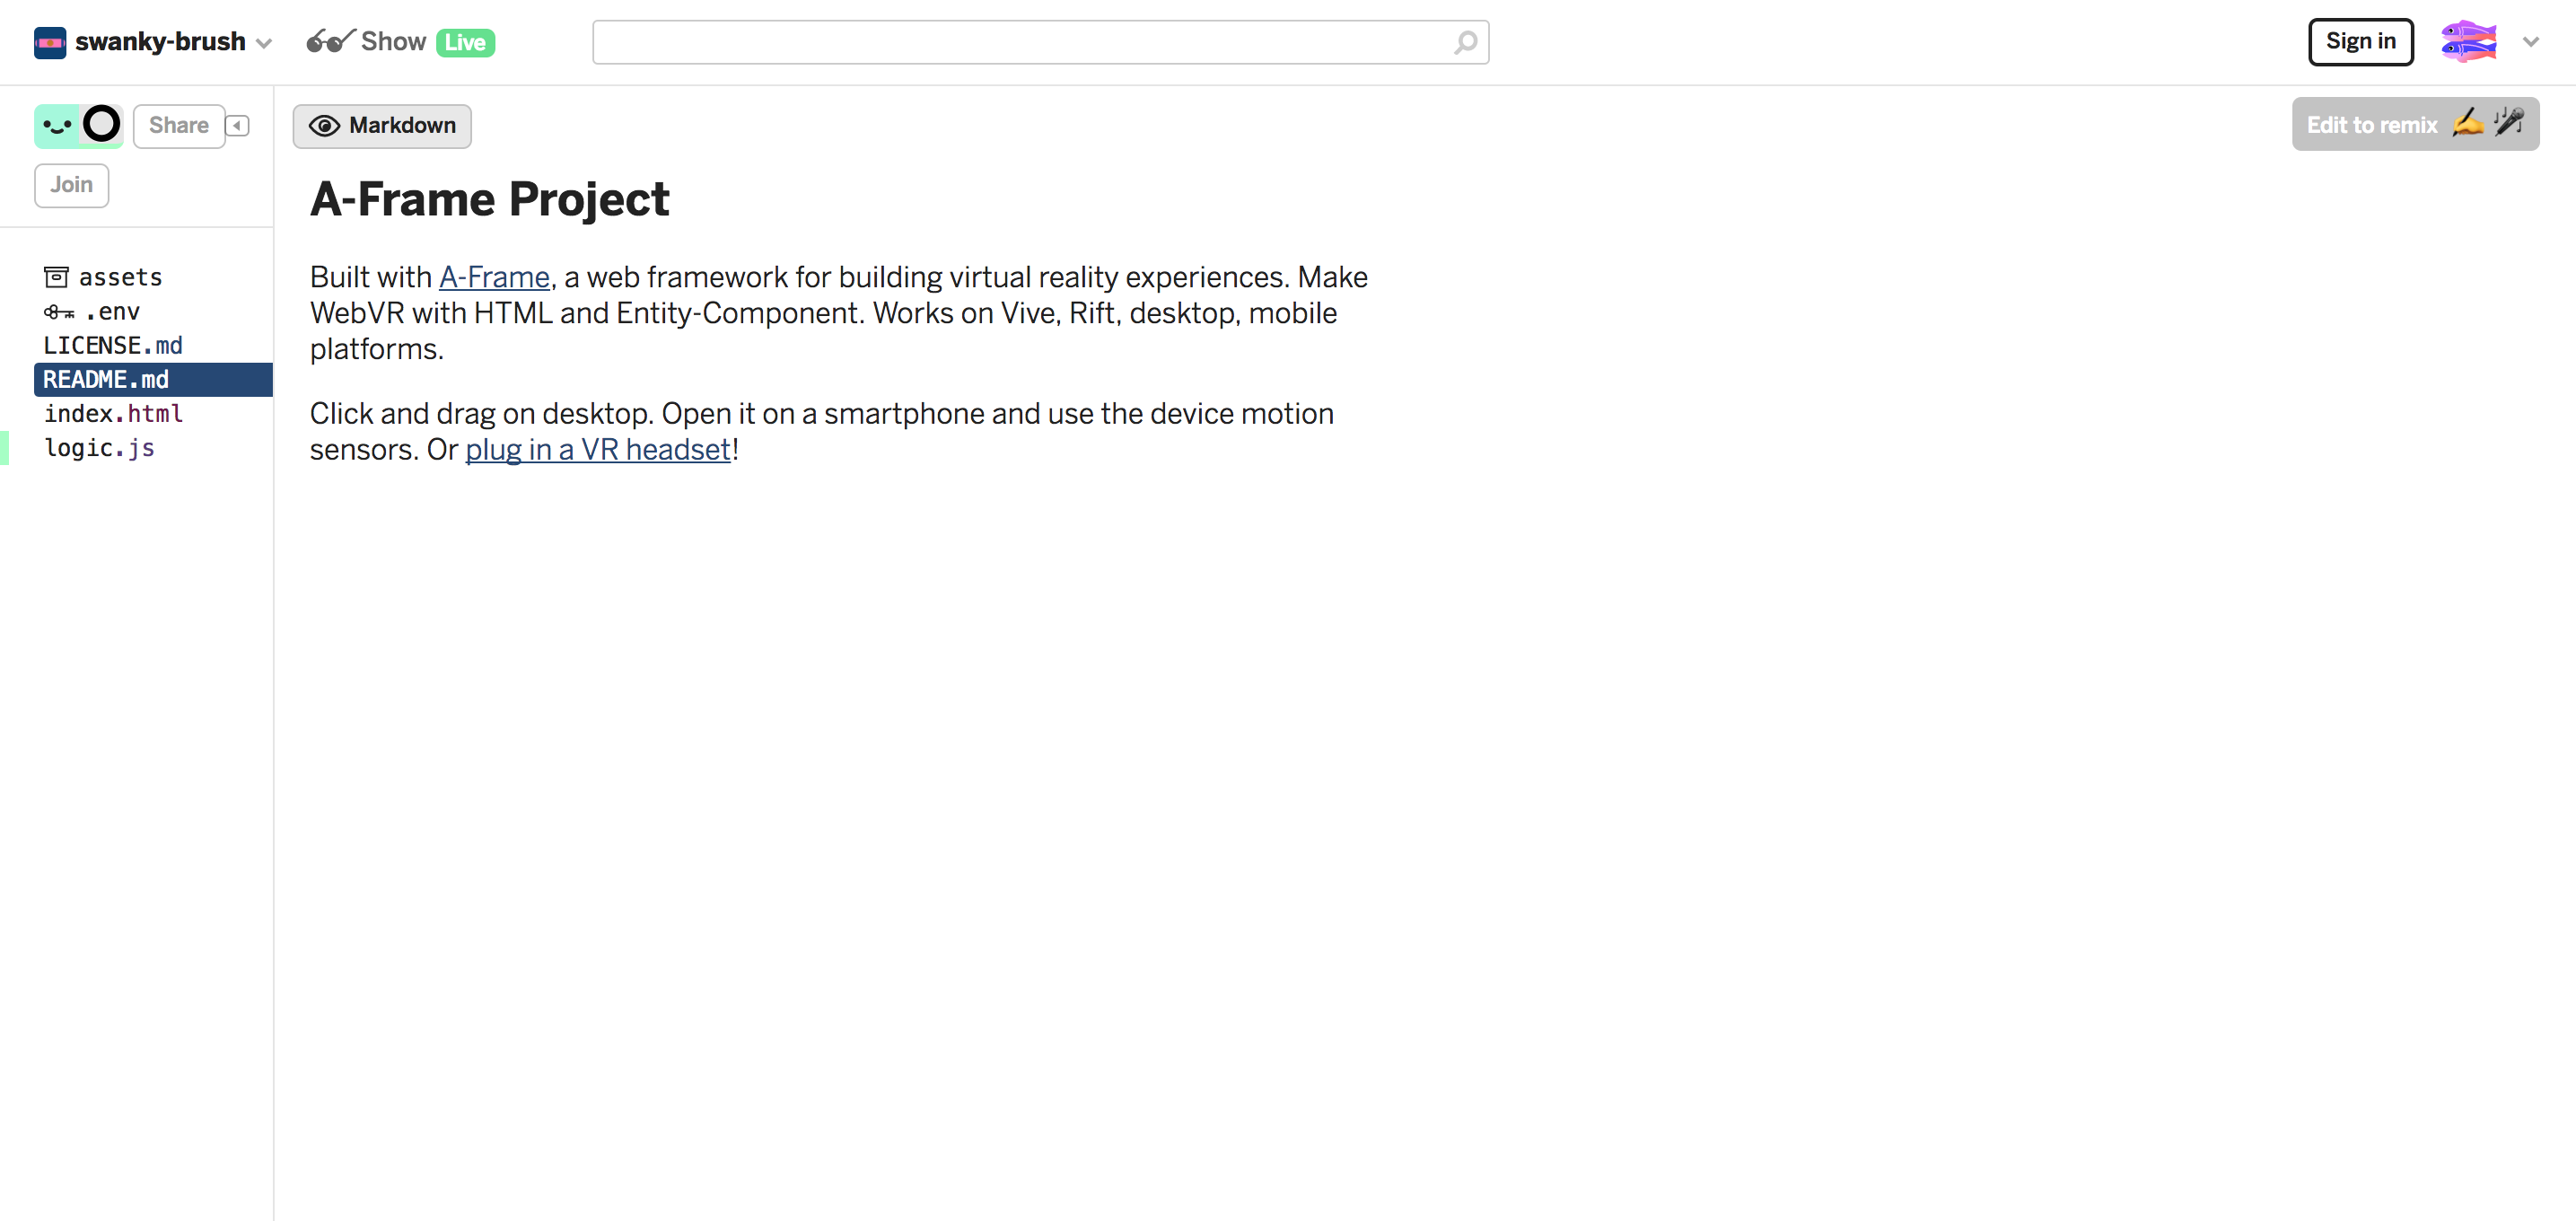 swanky-brush
Show Live
Sign in
Share
Join
Markdown
Edit to remix
assets
.env
LICENSE.md
README.md
index.html
logic.js
A-Frame Project
Built with A-Frame, a web framework for building virtual reality experiences. Make
WebVR with HTML and Entity-Component. Works on Vive, Rift, desktop, mobile
platforms.
Click and drag on desktop. Open it on a smartphone and use the device motion
sensors. Or plug in a VR headset!